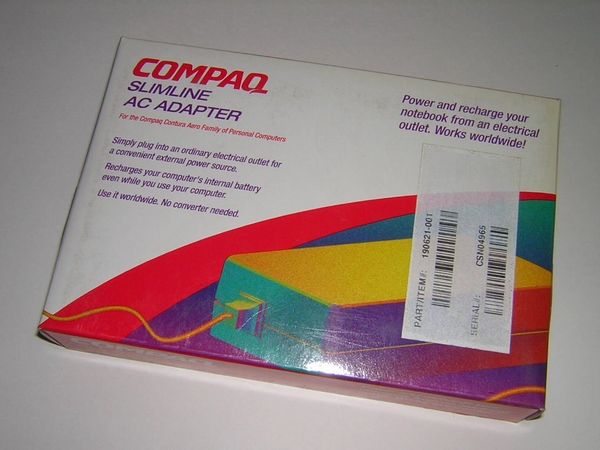 COMPAQ
SLIMLINE
AC ADAPTER
For the Compaq Contura Aero Family of Personal Computers
Simply plug into an ordinary electrical outlet for
a convenient external power source.
Recharges your computer's internal battery
even while you use your computer.
Use it worldwide. No converter needed.
Power and recharge your
notebook from an electrical
outlet. Works worldwide!
PART/ITEM#: 190621-001
SERIAL#: CSN04965